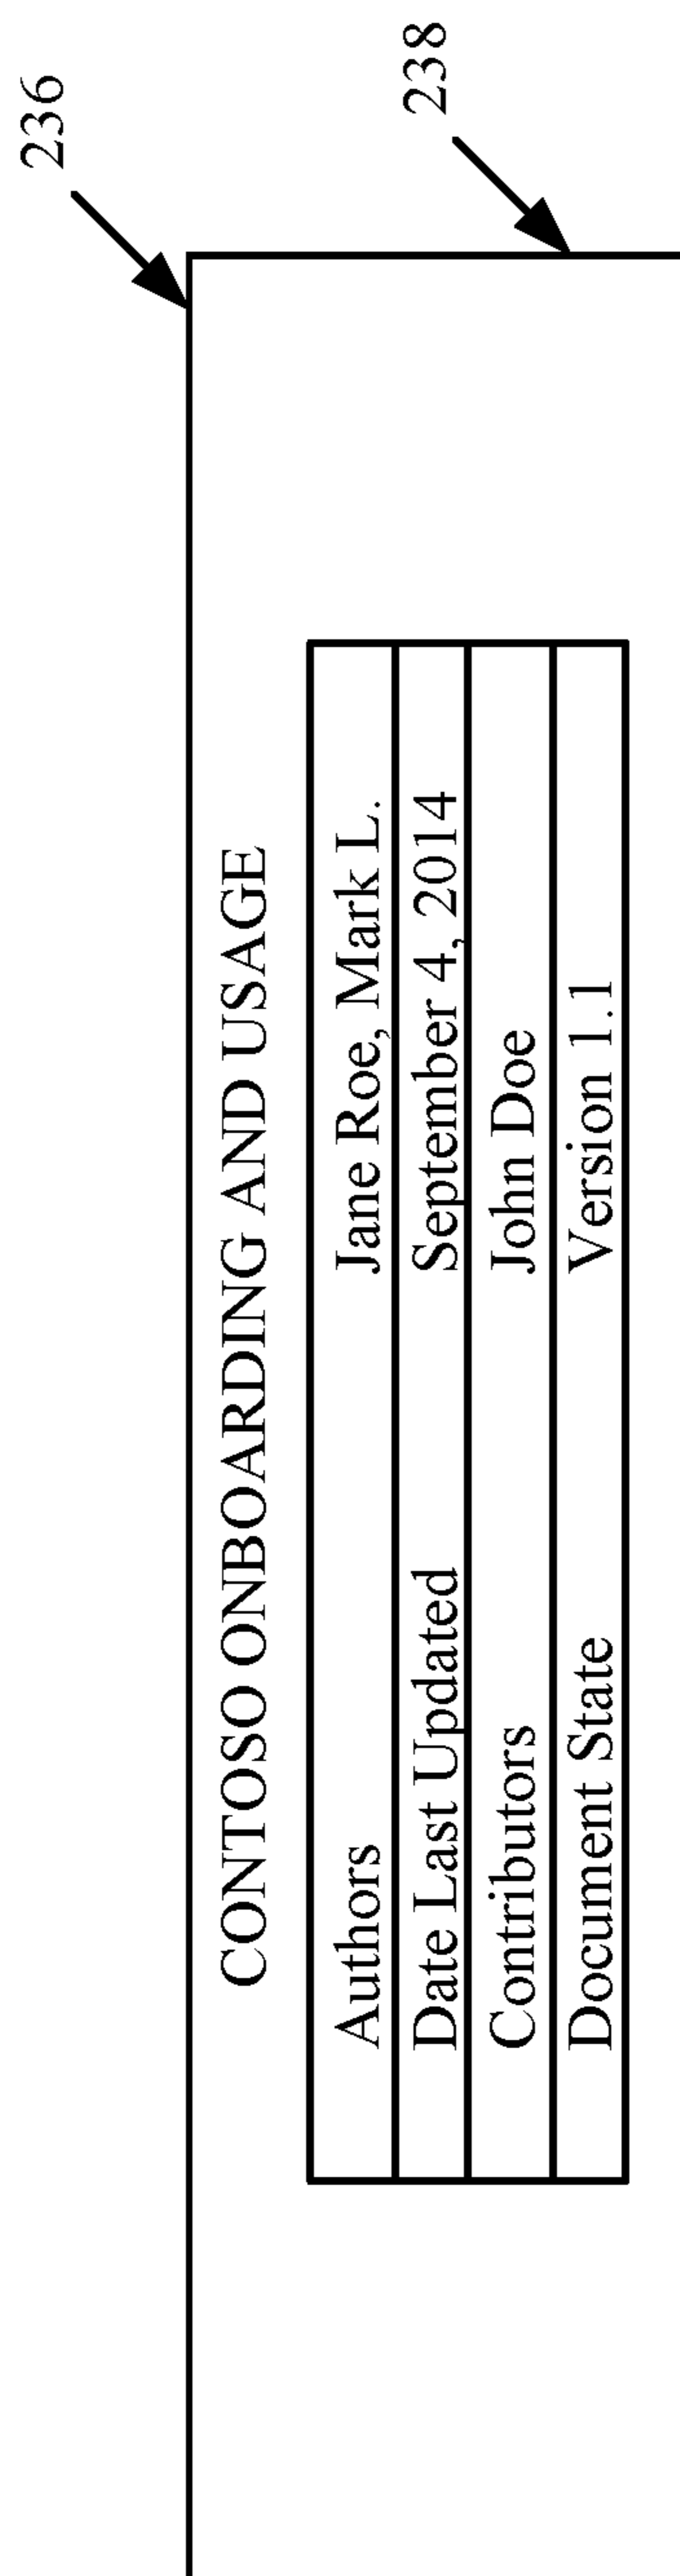 236
238
CONTOSO ONBOARDING AND USAGE
Authors Jane Roe, Mark L.
Date Last Updated September 4, 2014
Contributors John Doe
Document State Version 1.1